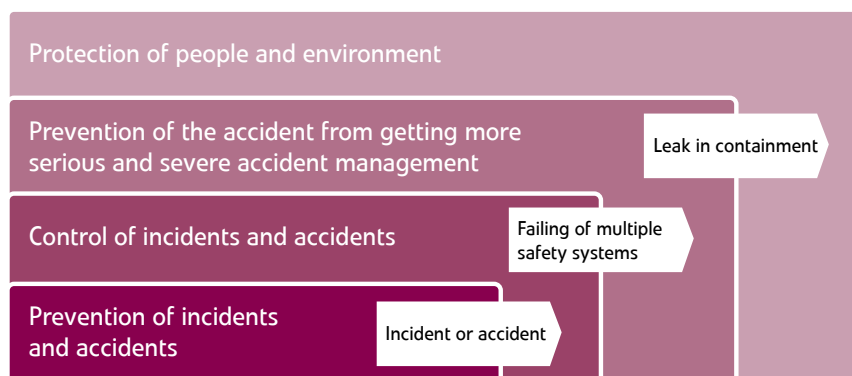 Protection of people and environment
Prevention of the accident from getting more
serious and severe accident management
Leak in containment
Control of incidents and accidents
Failing of multiple
safety systems
Prevention of incidents
and accidents
Incident or accident